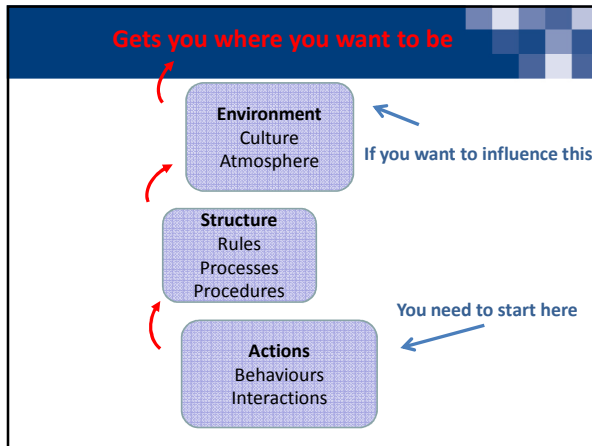 Gets you where you want to be
Environment
Culture
Atmosphere
If you want to influence this
Structure
Rules
Processes
Procedures
You need to start here
Actions
Behaviours
Interactions